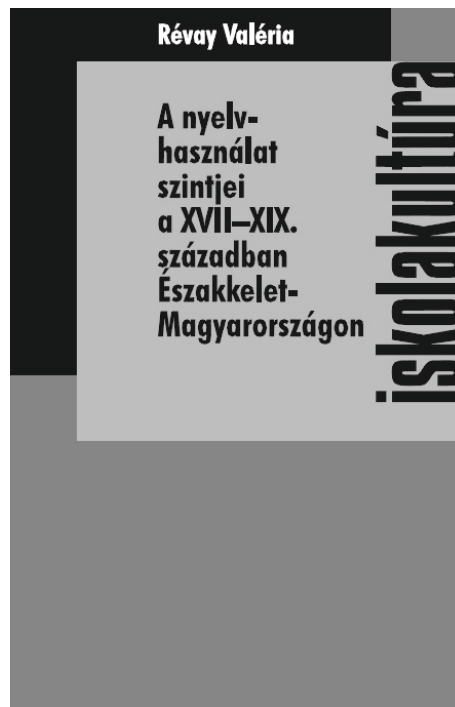 Révay Valéria
A nyelv-
használat
szintjei
a XVII–XIX.
században
Északkelet-
Magyarországon
iskolakultúra